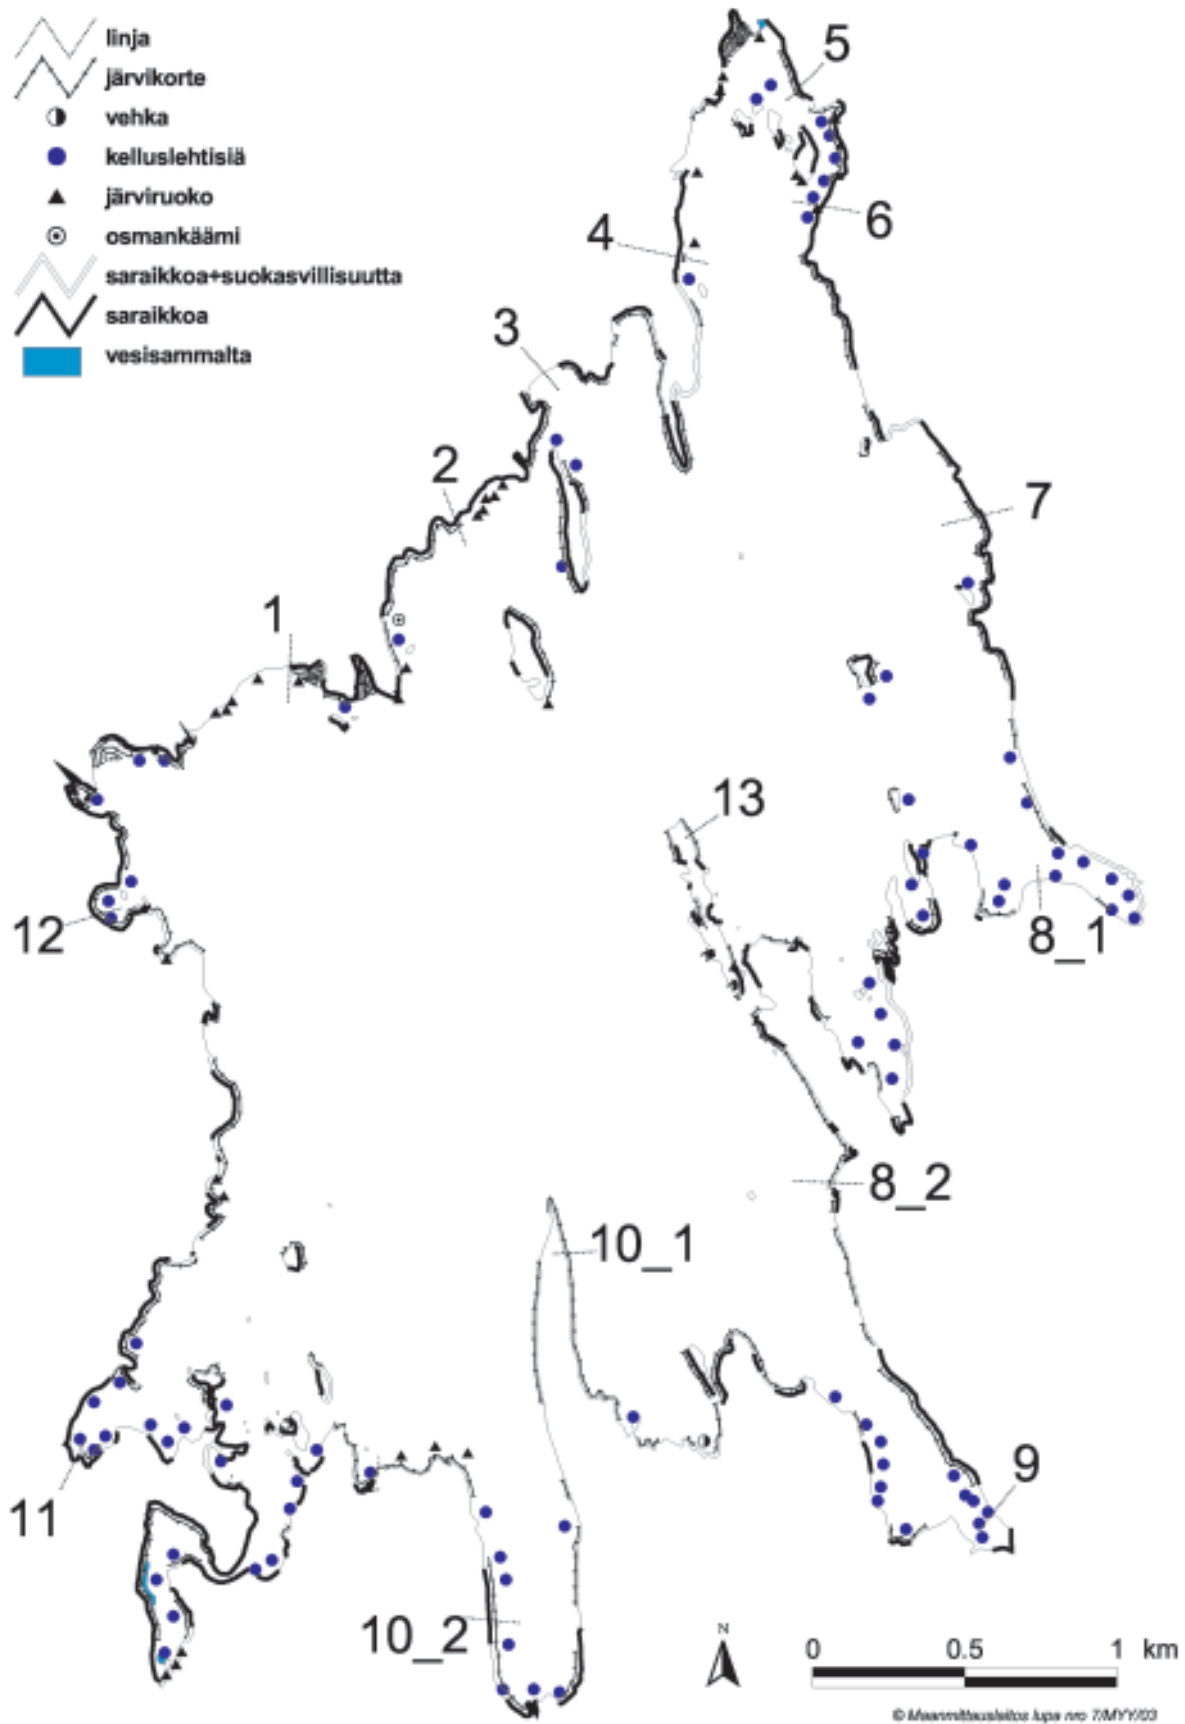 linja
järvikorte
vehka
kelluslehtisiä
järviruoko
osmankäämi
saraikkoa+suokasvillisuutta
saraikkoa
vesisammalta
5
6
4
3
2
7
1
13
12
8_1
8_2
10_1
9
11
10_2
N
0 0.5 1 km
© Maanmittauslaitos lupa nro 7/MYY/03